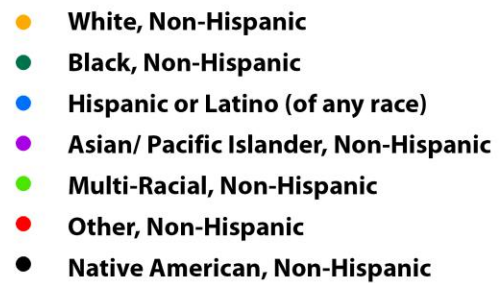 White, Non-Hispanic
Black, Non-Hispanic
Hispanic or Latino (of any race)
Asian/ Pacific Islander, Non-Hispanic
Multi-Racial, Non-Hispanic
Other, Non-Hispanic
Native American, Non-Hispanic